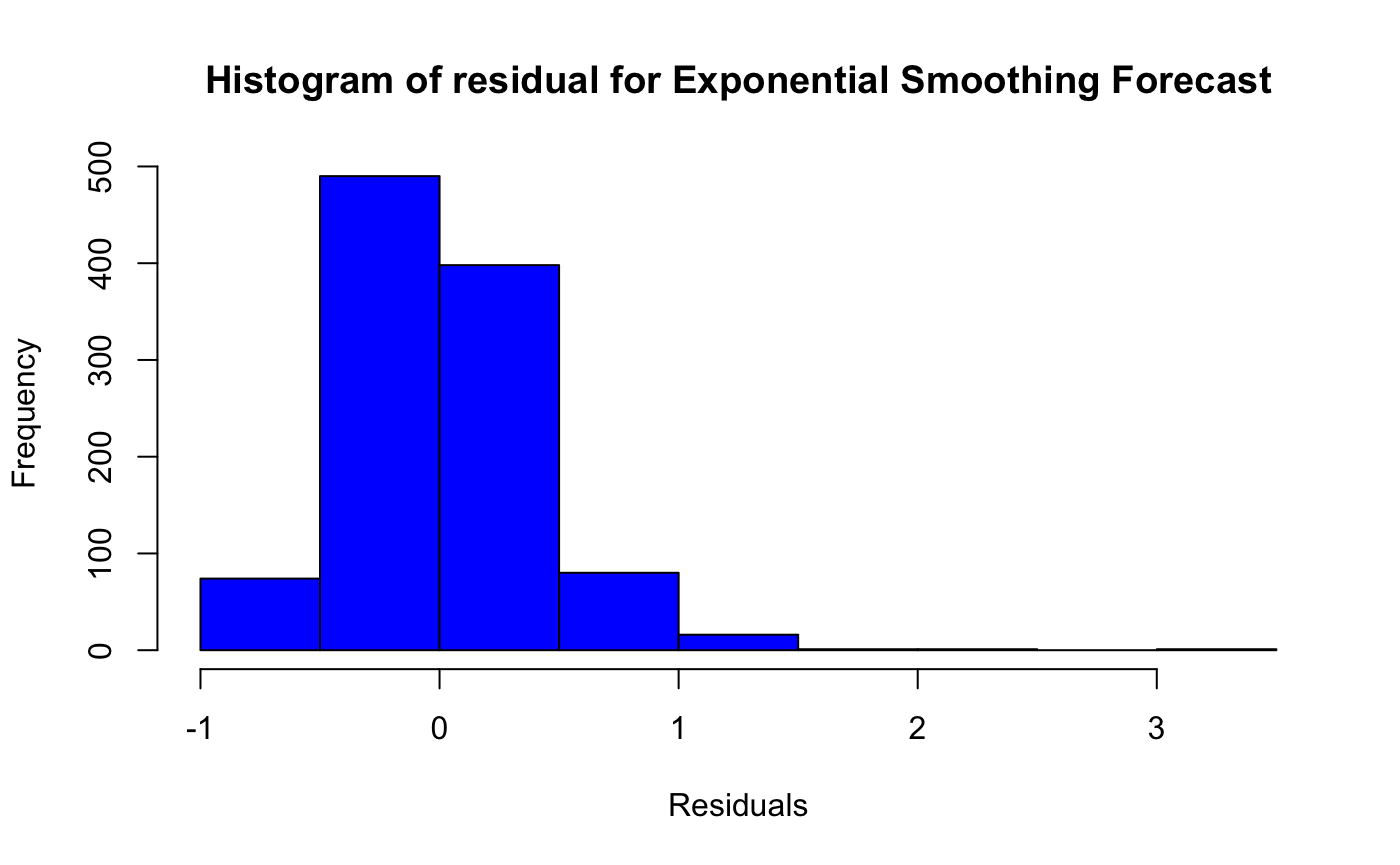 Histogram of residual for Exponential Smoothing Forecast
Frequency
500
400
300
200
100
0
-1 0 1 2 3
Residuals